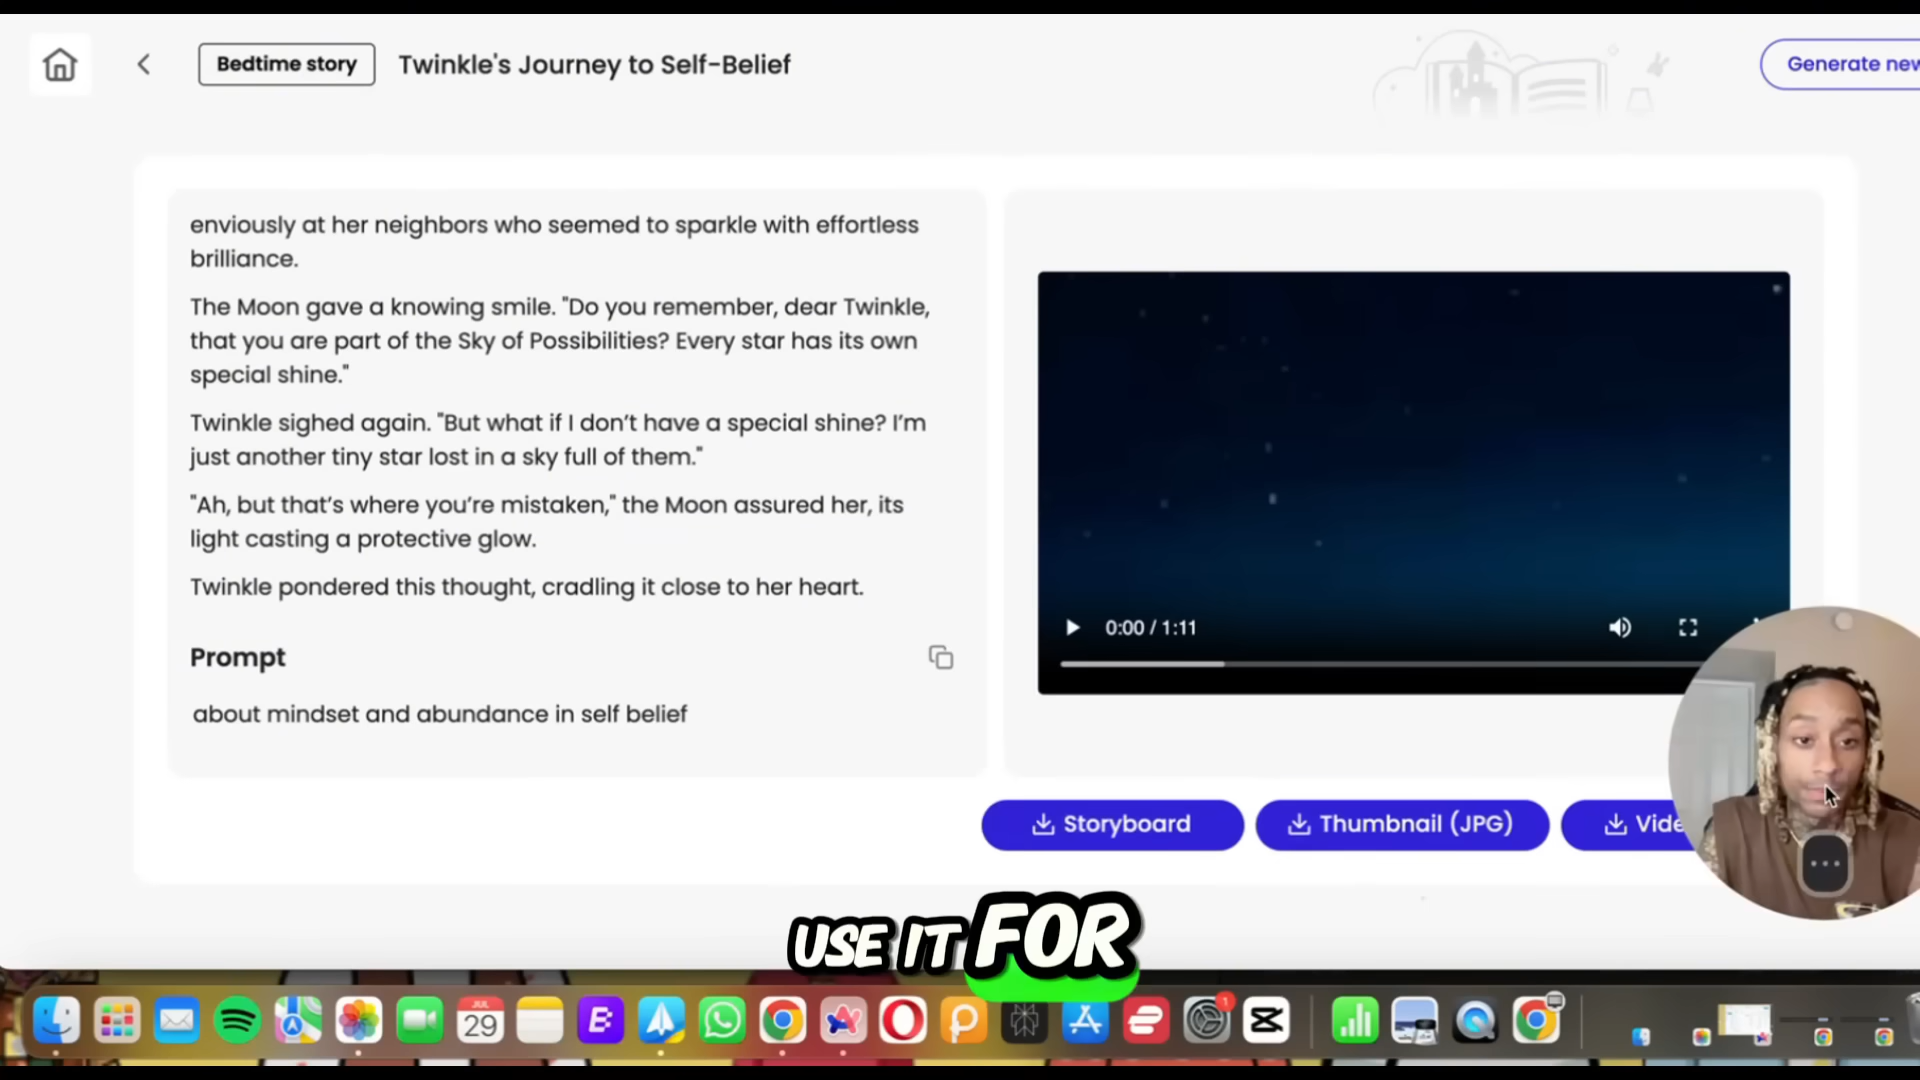 Bedtime story
Twinkle's Journey to Self-Belief
Generate new
enviously at her neighbors who seemed to sparkle with effortless
brilliance.
The Moon gave a knowing smile. "Do you remember, dear Twinkle,
that you are part of the Sky of Possibilities? Every star has its own
special shine."
Twinkle sighed again. "But what if I don’t have a special shine? I’m
just another tiny star lost in a sky full of them."
"Ah, but that’s where you’re mistaken," the Moon assured her, its
light casting a protective glow.
Twinkle pondered this thought, cradling it close to her heart.
Prompt
about mindset and abundance in self belief
0:00 / 1:11
Storyboard
Thumbnail (JPG)
USE IT FOR
JUL
29
1